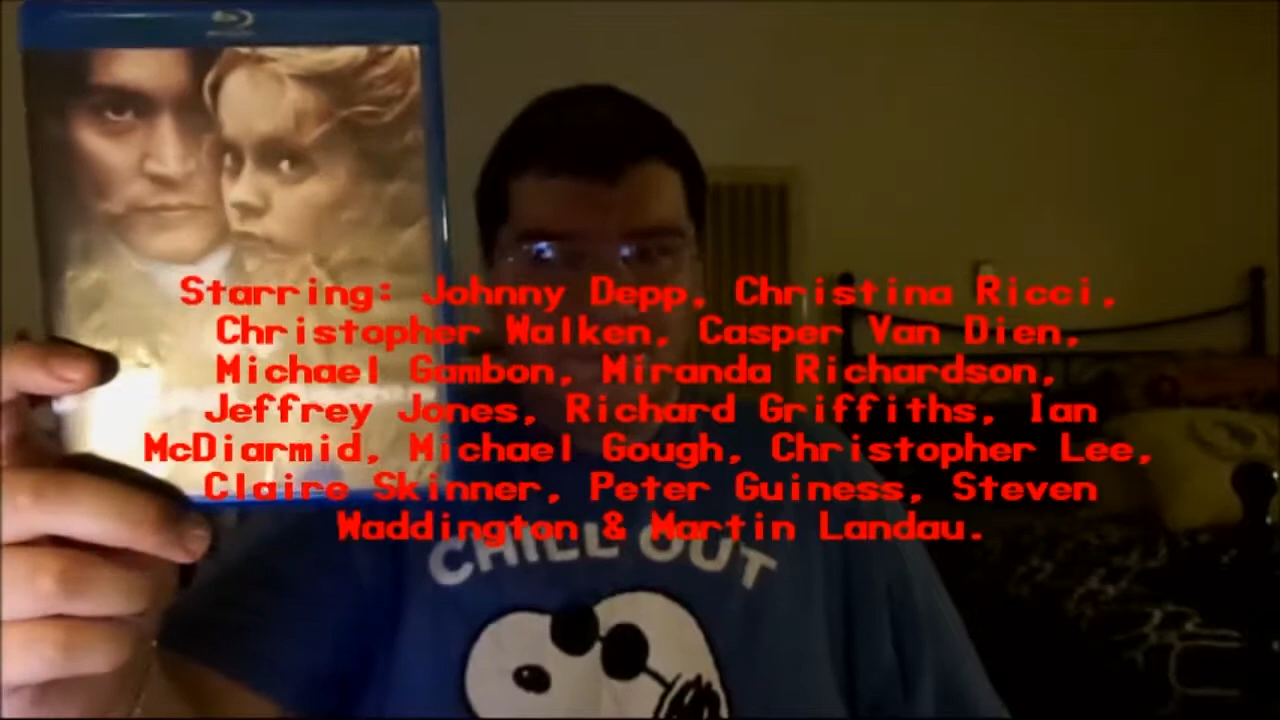 Starring: Johnny Depp, Christina Ricci,
Christopher Walken, Casper Van Dien,
Michael Gambon, Miranda Richardson,
Jeffrey Jones, Richard Griffiths, Ian
McDiarmid, Michael Gough, Christopher Lee,
Claire Skinner, Peter Guiness, Steven
Waddington & Martin Landau.
CHILL OUT